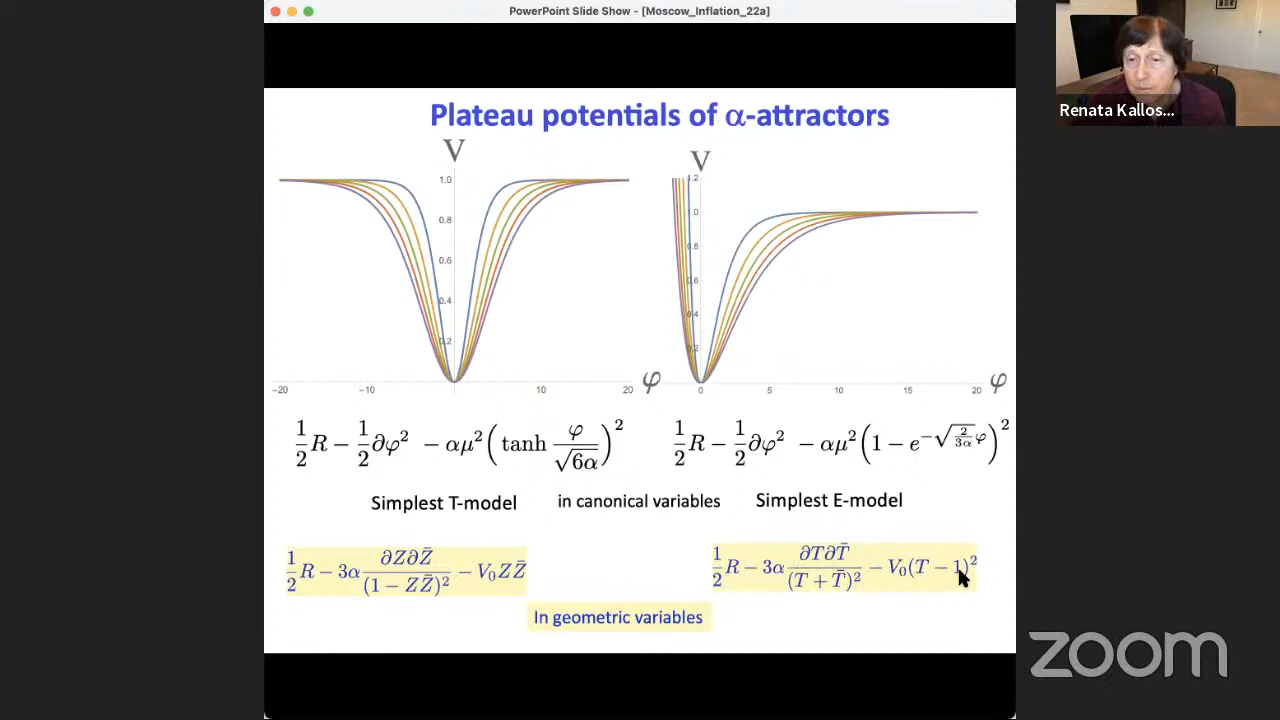 PowerPoint Slide Show - [Moscow_Inflation_22a]
Renata Kallos...
Plateau potentials of α-attractors
V
V
1.0
0.8
0.6
0.4
0.2
-20
-10
10
20
φ
1.2
1.0
0.8
0.6
0.4
0.2
0
5
10
15
20
φ
1/2 R − 1/2 ∂φ² − αμ² (tanh φ/√6α)²
1/2 R − 1/2 ∂φ² − αμ² (1 − e^{−√(2/3α) φ})²
Simplest T-model
in canonical variables
Simplest E-model
1/2 R − 3α ∂Z∂Z̄/(1 − ZZ̄)² − V₀ZZ̄
1/2 R − 3α ∂T∂T̄/(T + T̄)² − V₀(T − 1)²
In geometric variables
zoom